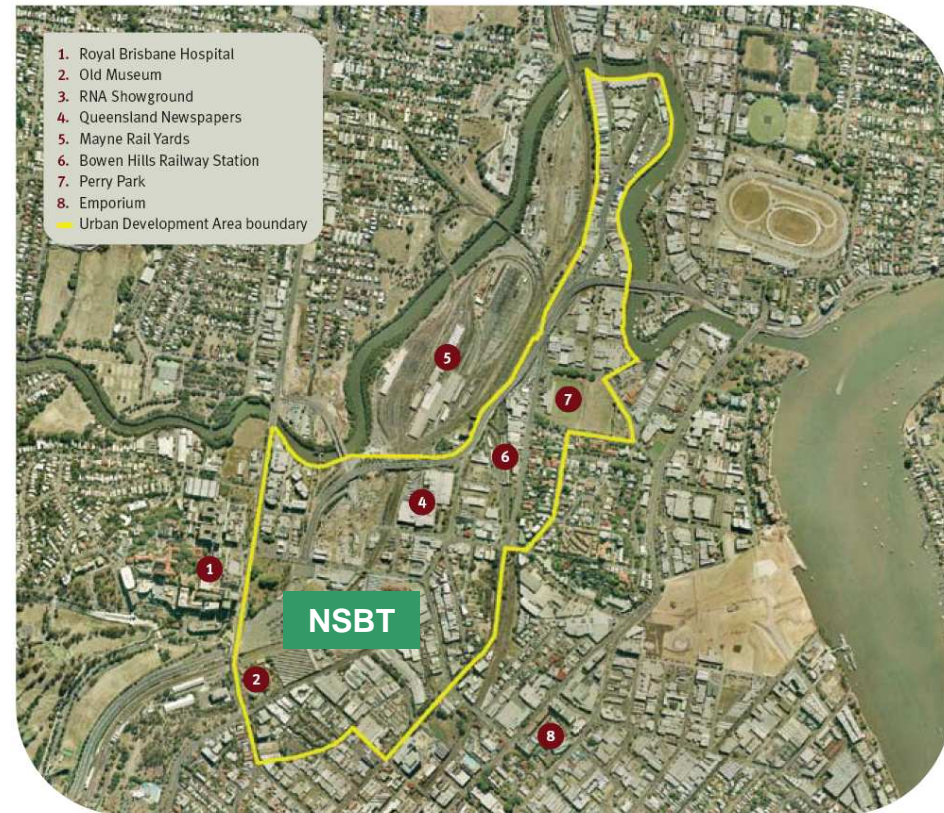 1. Royal Brisbane Hospital
2. Old Museum
3. RNA Showground
4. Queensland Newspapers
5. Mayne Rail Yards
6. Bowen Hills Railway Station
7. Perry Park
8. Emporium
Urban Development Area boundary
5
7
6
4
1
NSBT
2
8